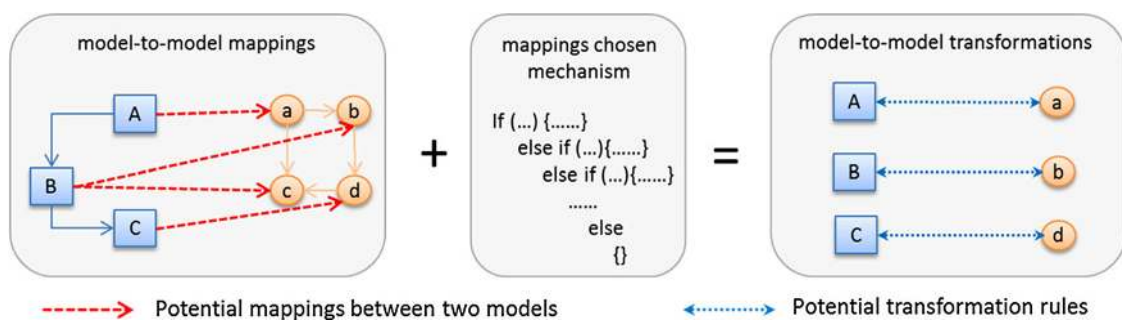 model-to-model mappings
A
a
b
B
c
d
C
+
mappings chosen
mechanism
If (...) {......}
else if (...){......}
else if (...){......}
......
else
{}
=
model-to-model transformations
A
a
B
b
C
d
Potential mappings between two models
Potential transformation rules